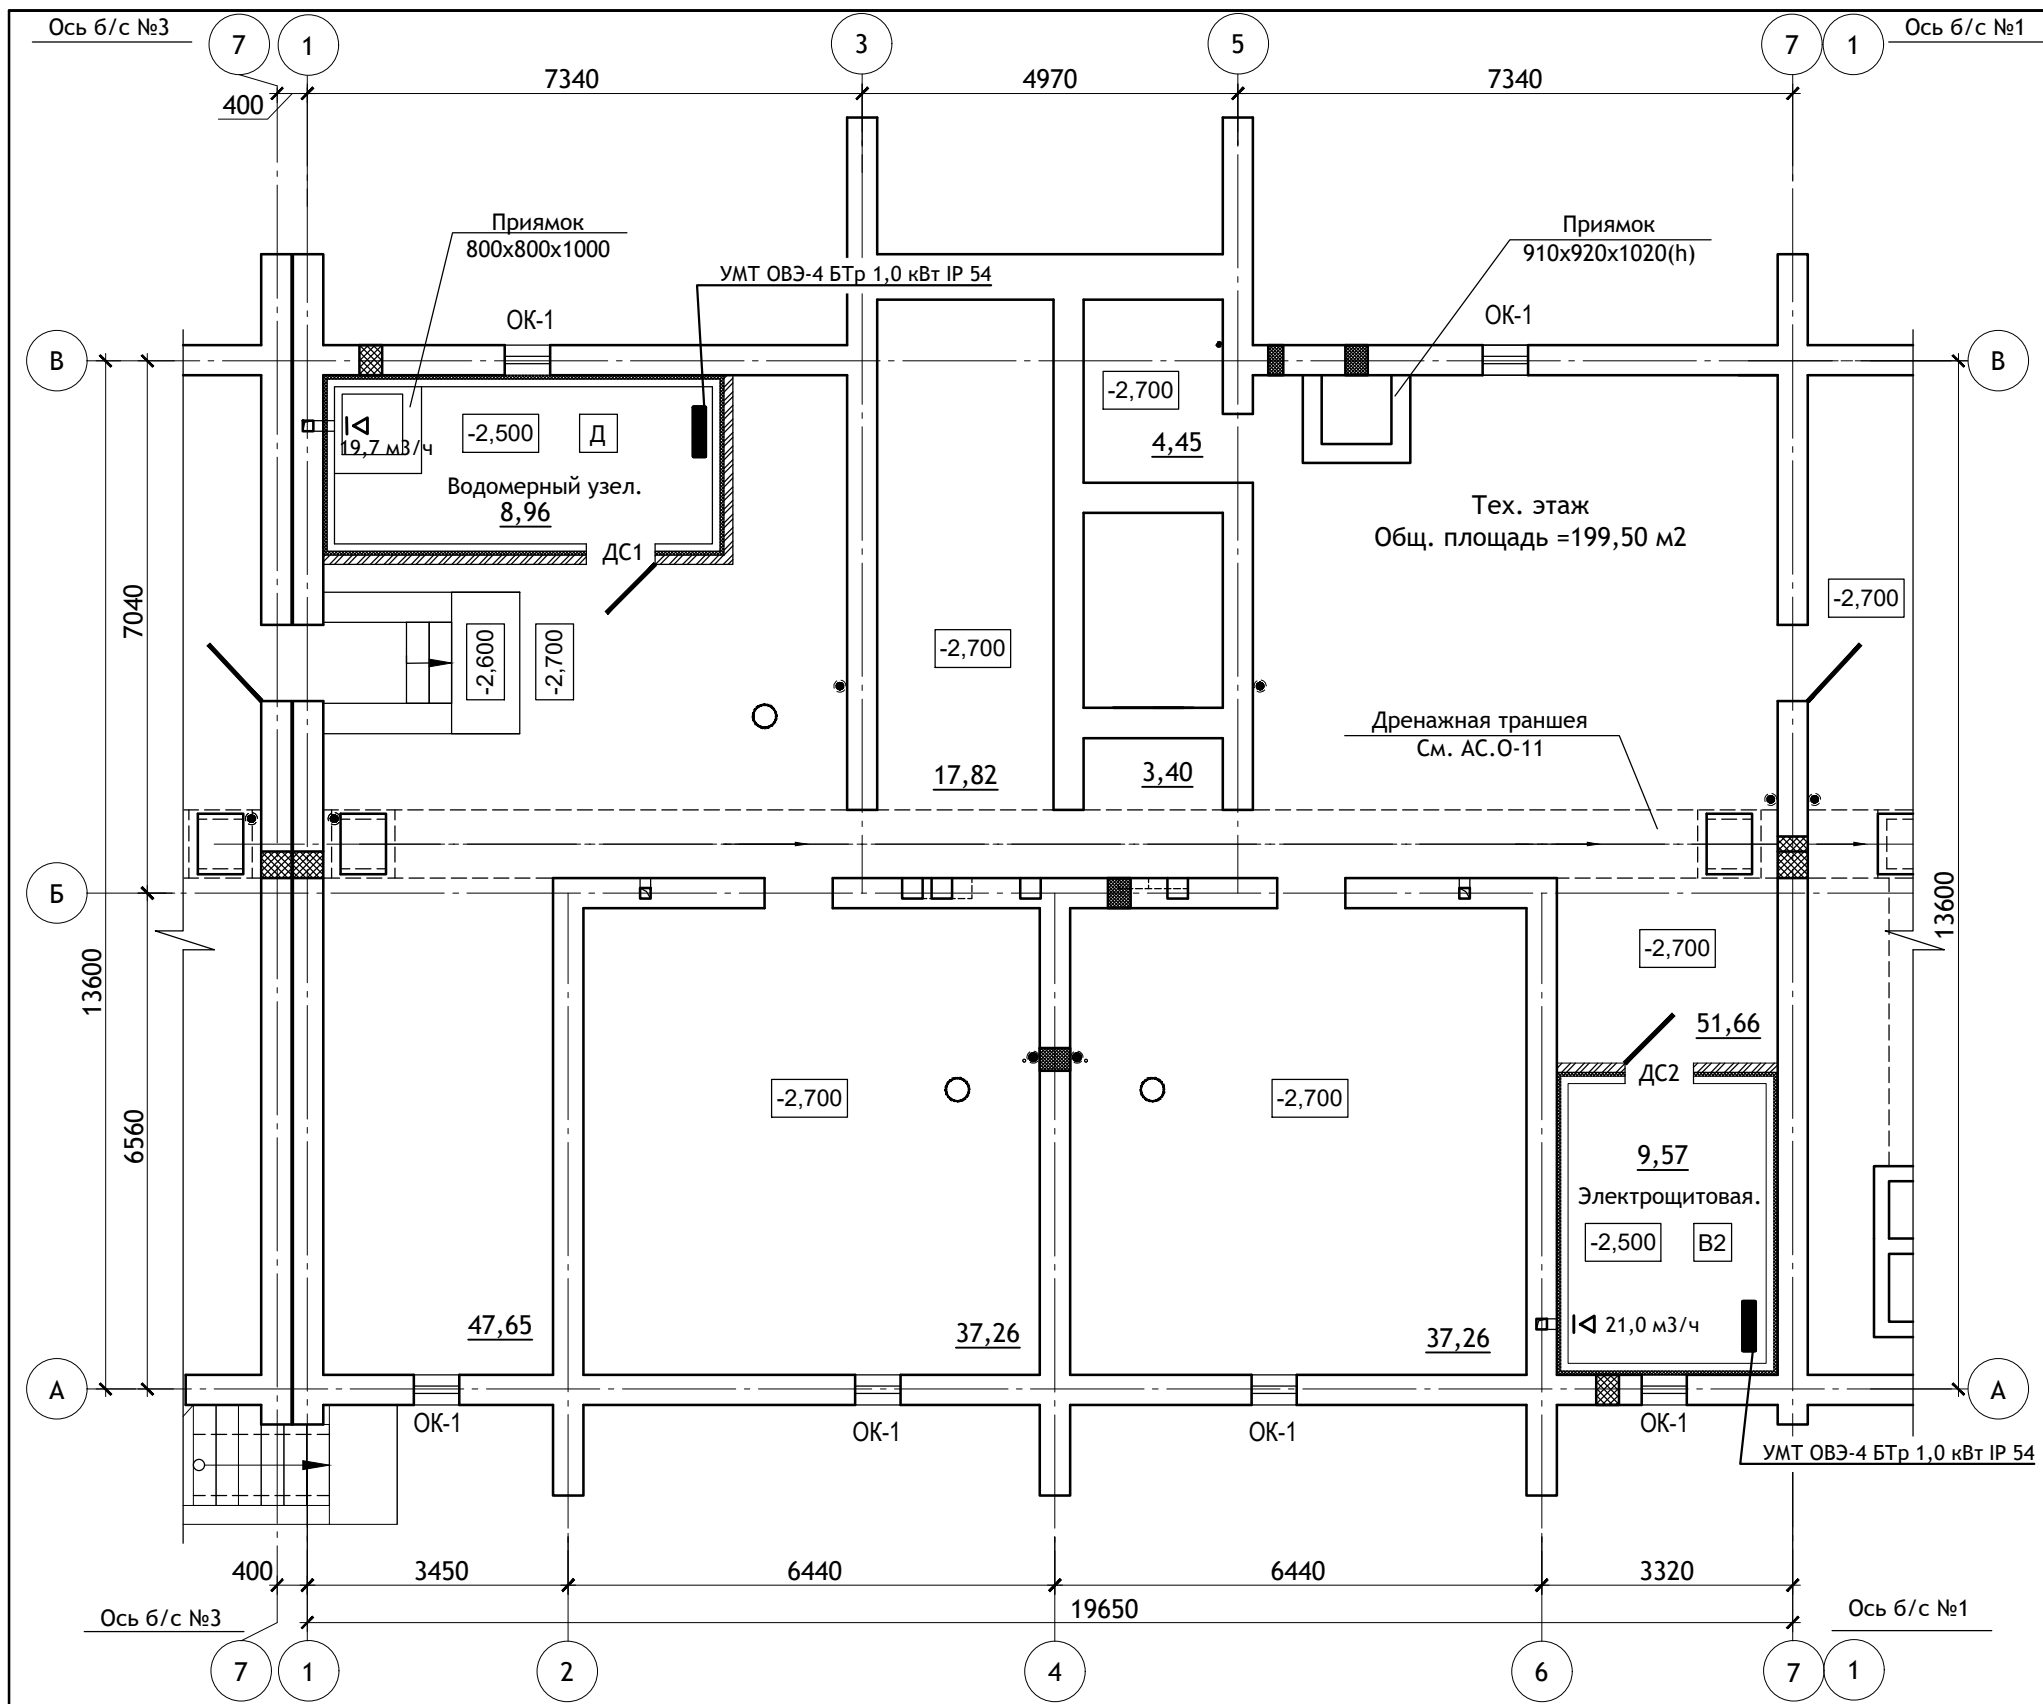 Ось б/с №3
7
1
3
5
7
1
Ось б/с №1
7340
4970
7340
400
Приямок
800х800х1000
Приямок
910х920х1020(h)
УМТ ОВЭ-4 БТр 1,0 кВт IP 54
ОК-1
ОК-1
В
В
-2,700
4,45
-2,500
Д
19,7 м3/ч
Водомерный узел.
8,96
ДС1
Тех. этаж
Общ. площадь =199,50 м2
7040
-2,600
-2,700
-2,700
-2,700
Дренажная траншея
См. АС.О-11
17,82
3,40
Б
13600
13600
-2,700
51,66
ДС2
-2,700
-2,700
6560
9,57
Электрощитовая.
-2,500
В2
21,0 м3/ч
47,65
37,26
37,26
А
А
ОК-1
ОК-1
ОК-1
ОК-1
УМТ ОВЭ-4 БТр 1,0 кВт IP 54
400
3450
6440
6440
3320
19650
Ось б/с №3
Ось б/с №1
7
1
2
4
6
7
1